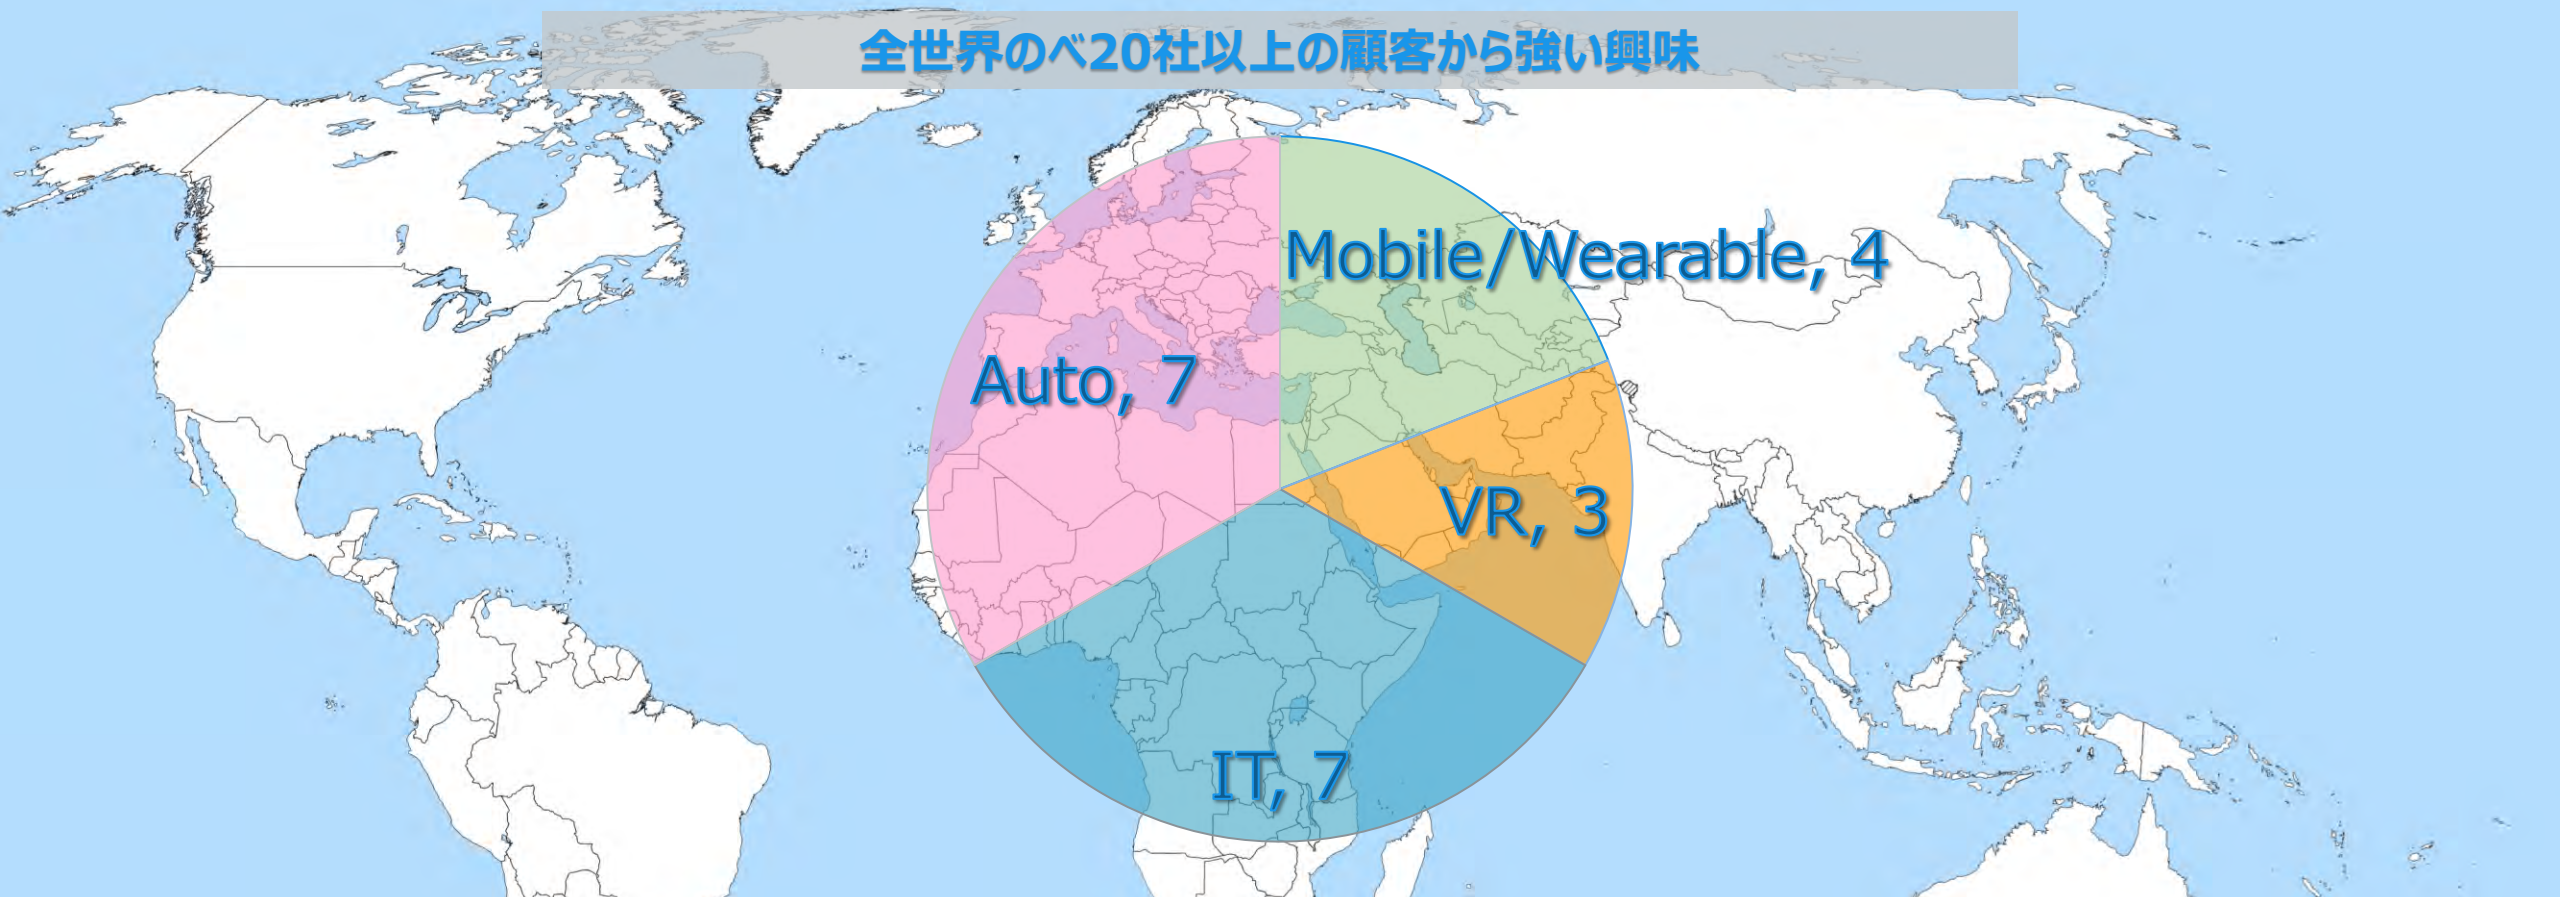 全世界のべ20社以上の顧客から強い興味
Mobile/Wearable, 4
Auto, 7
VR, 3
IT, 7